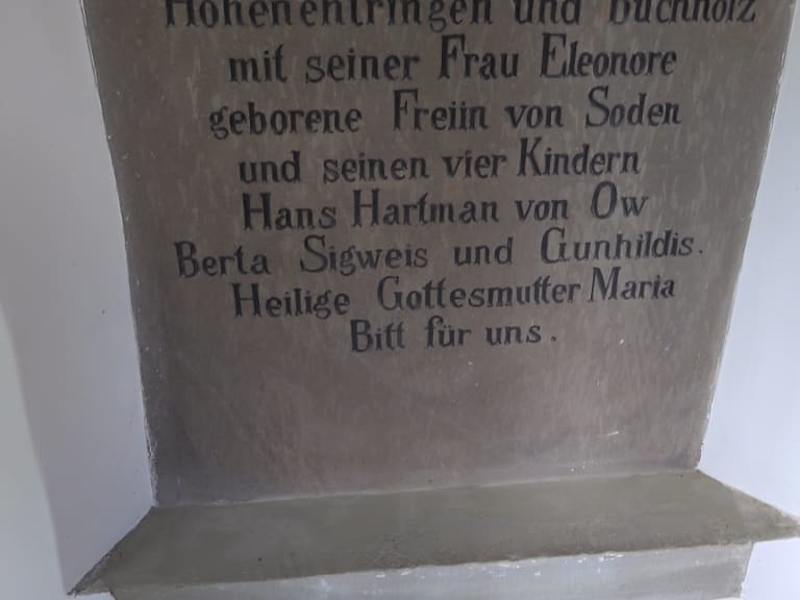 Hohenentringen und Buchholz
mit seiner Frau Eleonore
geborene Freiin von Soden
und seinen vier Kindern
Hans Hartman von Ow
Berta Sigweis und Gunhildis.
Heilige Gottesmutter Maria
Bitt für uns.